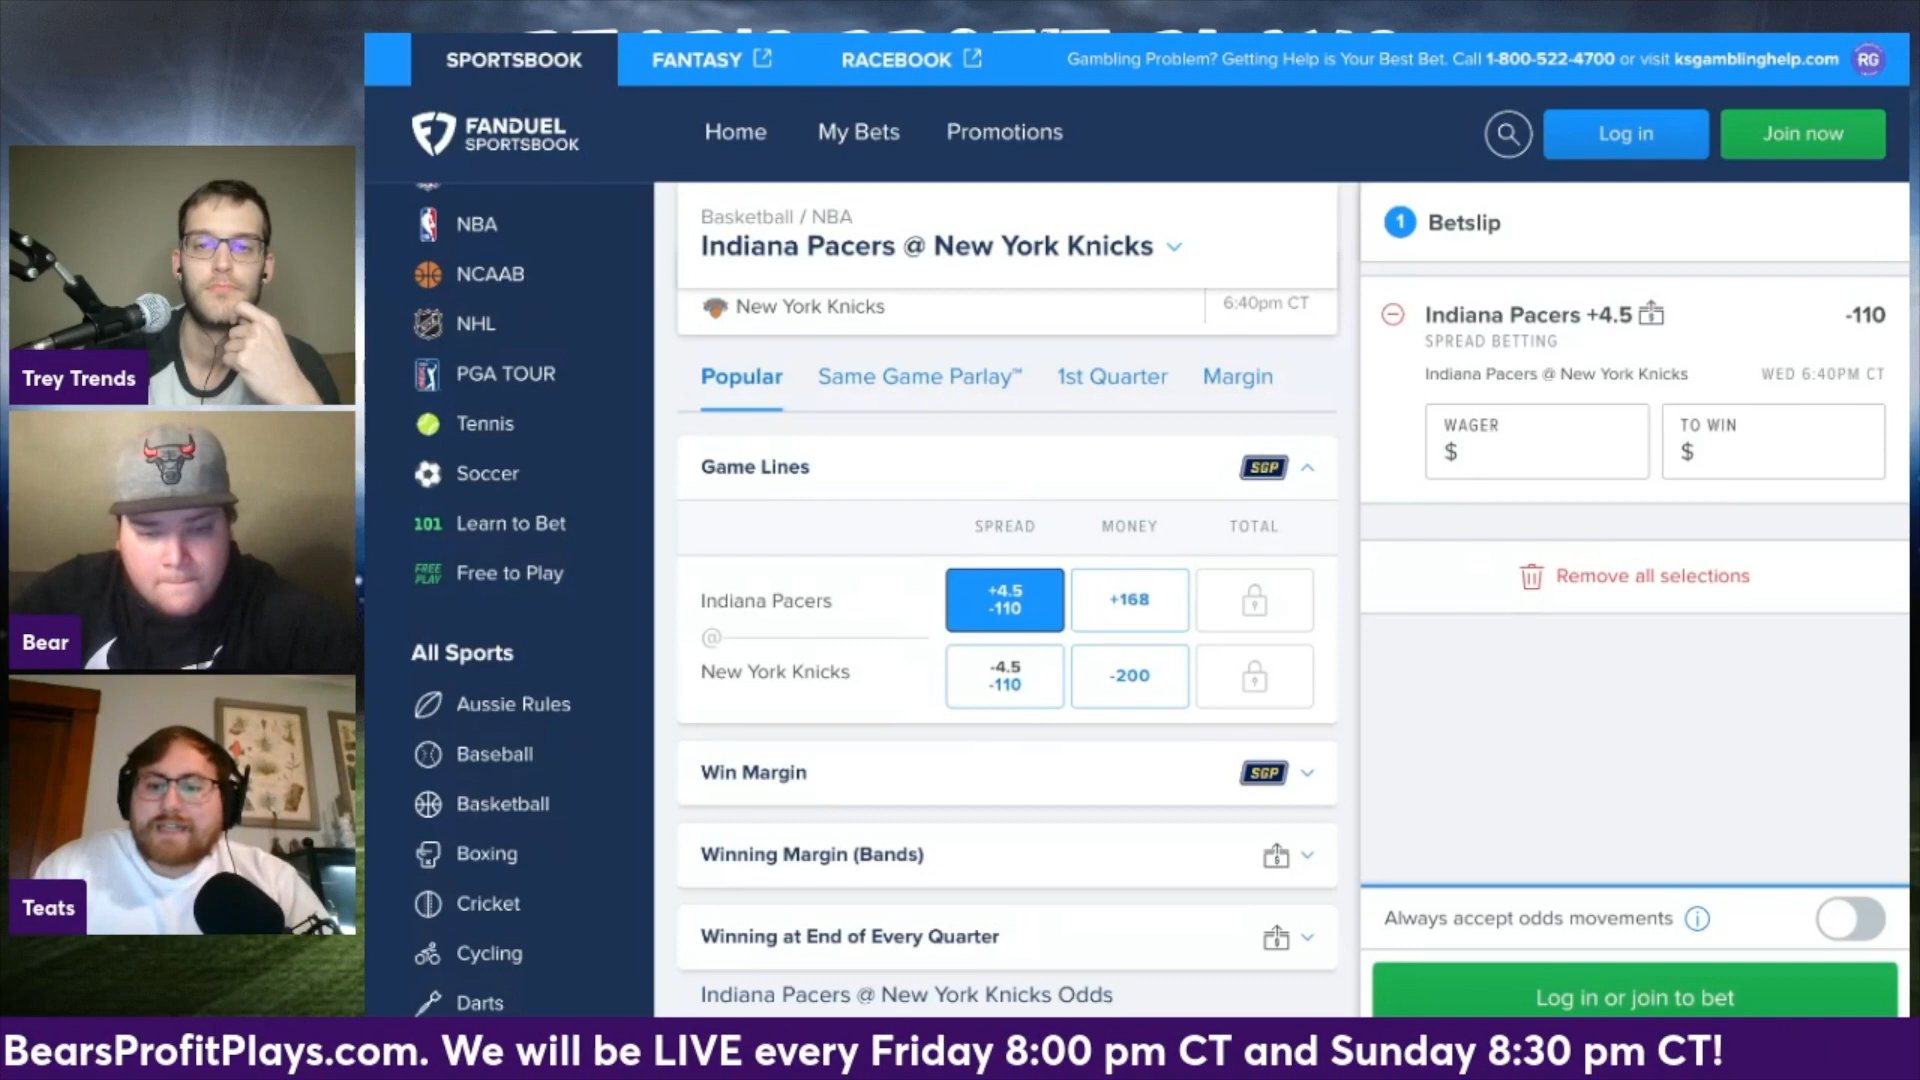 SPORTSBOOK
FANTASY
RACEBOOK
Gambling Problem? Getting Help is Your Best Bet. Call 1-800-522-4700 or visit ksgamblinghelp.com
RG
FANDUEL
SPORTSBOOK
Home
My Bets
Promotions
Log in
Join now
NBA
NCAAB
NHL
PGA TOUR
Tennis
Soccer
101 Learn to Bet
FREE PLAY Free to Play
All Sports
Aussie Rules
Baseball
Basketball
Boxing
Cricket
Cycling
Darts
Basketball / NBA
Indiana Pacers @ New York Knicks
New York Knicks
6:40pm CT
Popular
Same Game Parlay™
1st Quarter
Margin
Game Lines
SGP
SPREAD MONEY TOTAL
Indiana Pacers
+4.5
-110
+168
@
New York Knicks
-4.5
-110
-200
Win Margin
SGP
Winning Margin (Bands)
Winning at End of Every Quarter
Indiana Pacers @ New York Knicks Odds
1 Betslip
Indiana Pacers +4.5
-110
SPREAD BETTING
Indiana Pacers @ New York Knicks
WED 6:40PM CT
WAGER
$
TO WIN
$
Remove all selections
Always accept odds movements
Log in or join to bet
Trey Trends
Bear
Teats
BearsProfitPlays.com. We will be LIVE every Friday 8:00 pm CT and Sunday 8:30 pm CT!